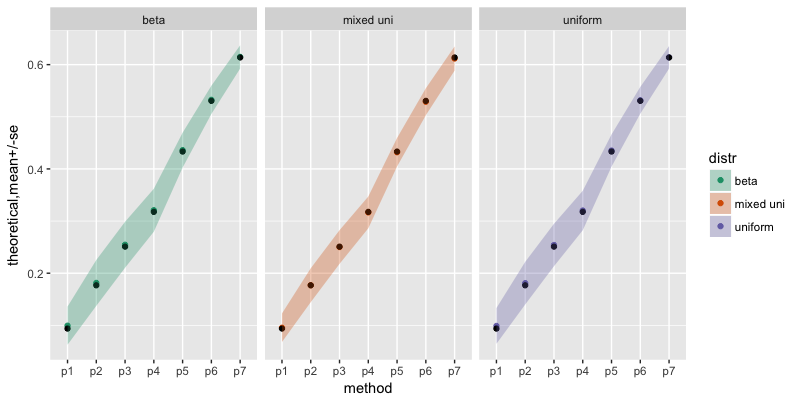 beta mixed uni uniform
theoretical,mean+/-se
0.6
0.4
0.2
p1 p2 p3 p4 p5 p6 p7 p1 p2 p3 p4 p5 p6 p7 p1 p2 p3 p4 p5 p6 p7
method
distr
beta
mixed uni
uniform